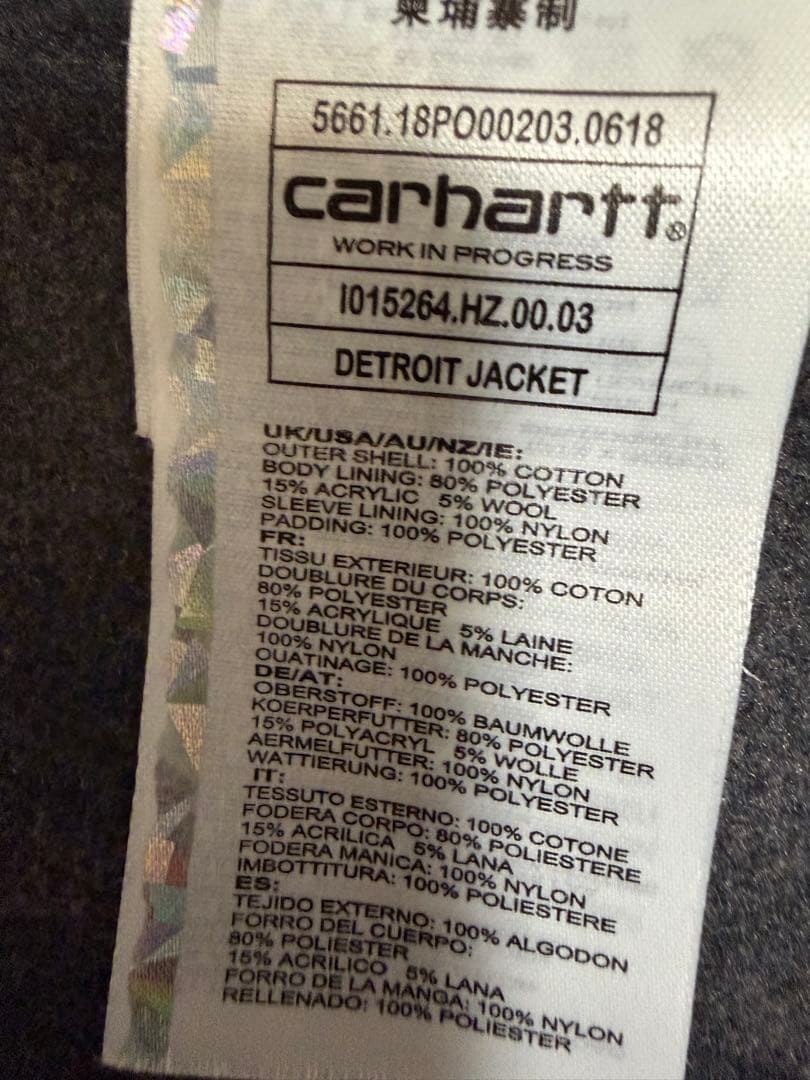 柬埔寨制
5661.18PO00203.0618
carhartt®
WORK IN PROGRESS
I015264.HZ.00.03
DETROIT JACKET
UK/USA/AU/NZ/IE:
OUTER SHELL: 100% COTTON
BODY LINING: 80% POLYESTER
15% ACRYLIC 5% WOOL
SLEEVE LINING: 100% NYLON
PADDING: 100% POLYESTER
FR:
TISSU EXTERIEUR: 100% COTON
DOUBLURE DU CORPS:
80% POLYESTER
15% ACRYLIQUE 5% LAINE
DOUBLURE DE LA MANCHE:
100% NYLON
OUATINAGE: 100% POLYESTER
DE/AT:
OBERSTOFF: 100% BAUMWOLLE
KOERPERFUTTER: 80% POLYESTER
15% POLYACRYL 5% WOLLE
AERMELFUTTER: 100% NYLON
WATTIERUNG: 100% POLYESTER
IT:
TESSUTO ESTERNO: 100% COTONE
FODERA CORPO: 80% POLIESTERE
15% ACRILICA 5% LANA
FODERA MANICA: 100% NYLON
IMBOTTITURA: 100% POLIESTERE
ES:
TEJIDO EXTERNO: 100% ALGODON
FORRO DEL CUERPO:
80% POLIESTER
15% ACRILICO 5% LANA
FORRO DE LA MANGA: 100% NYLON
RELLENADO: 100% POLIESTER